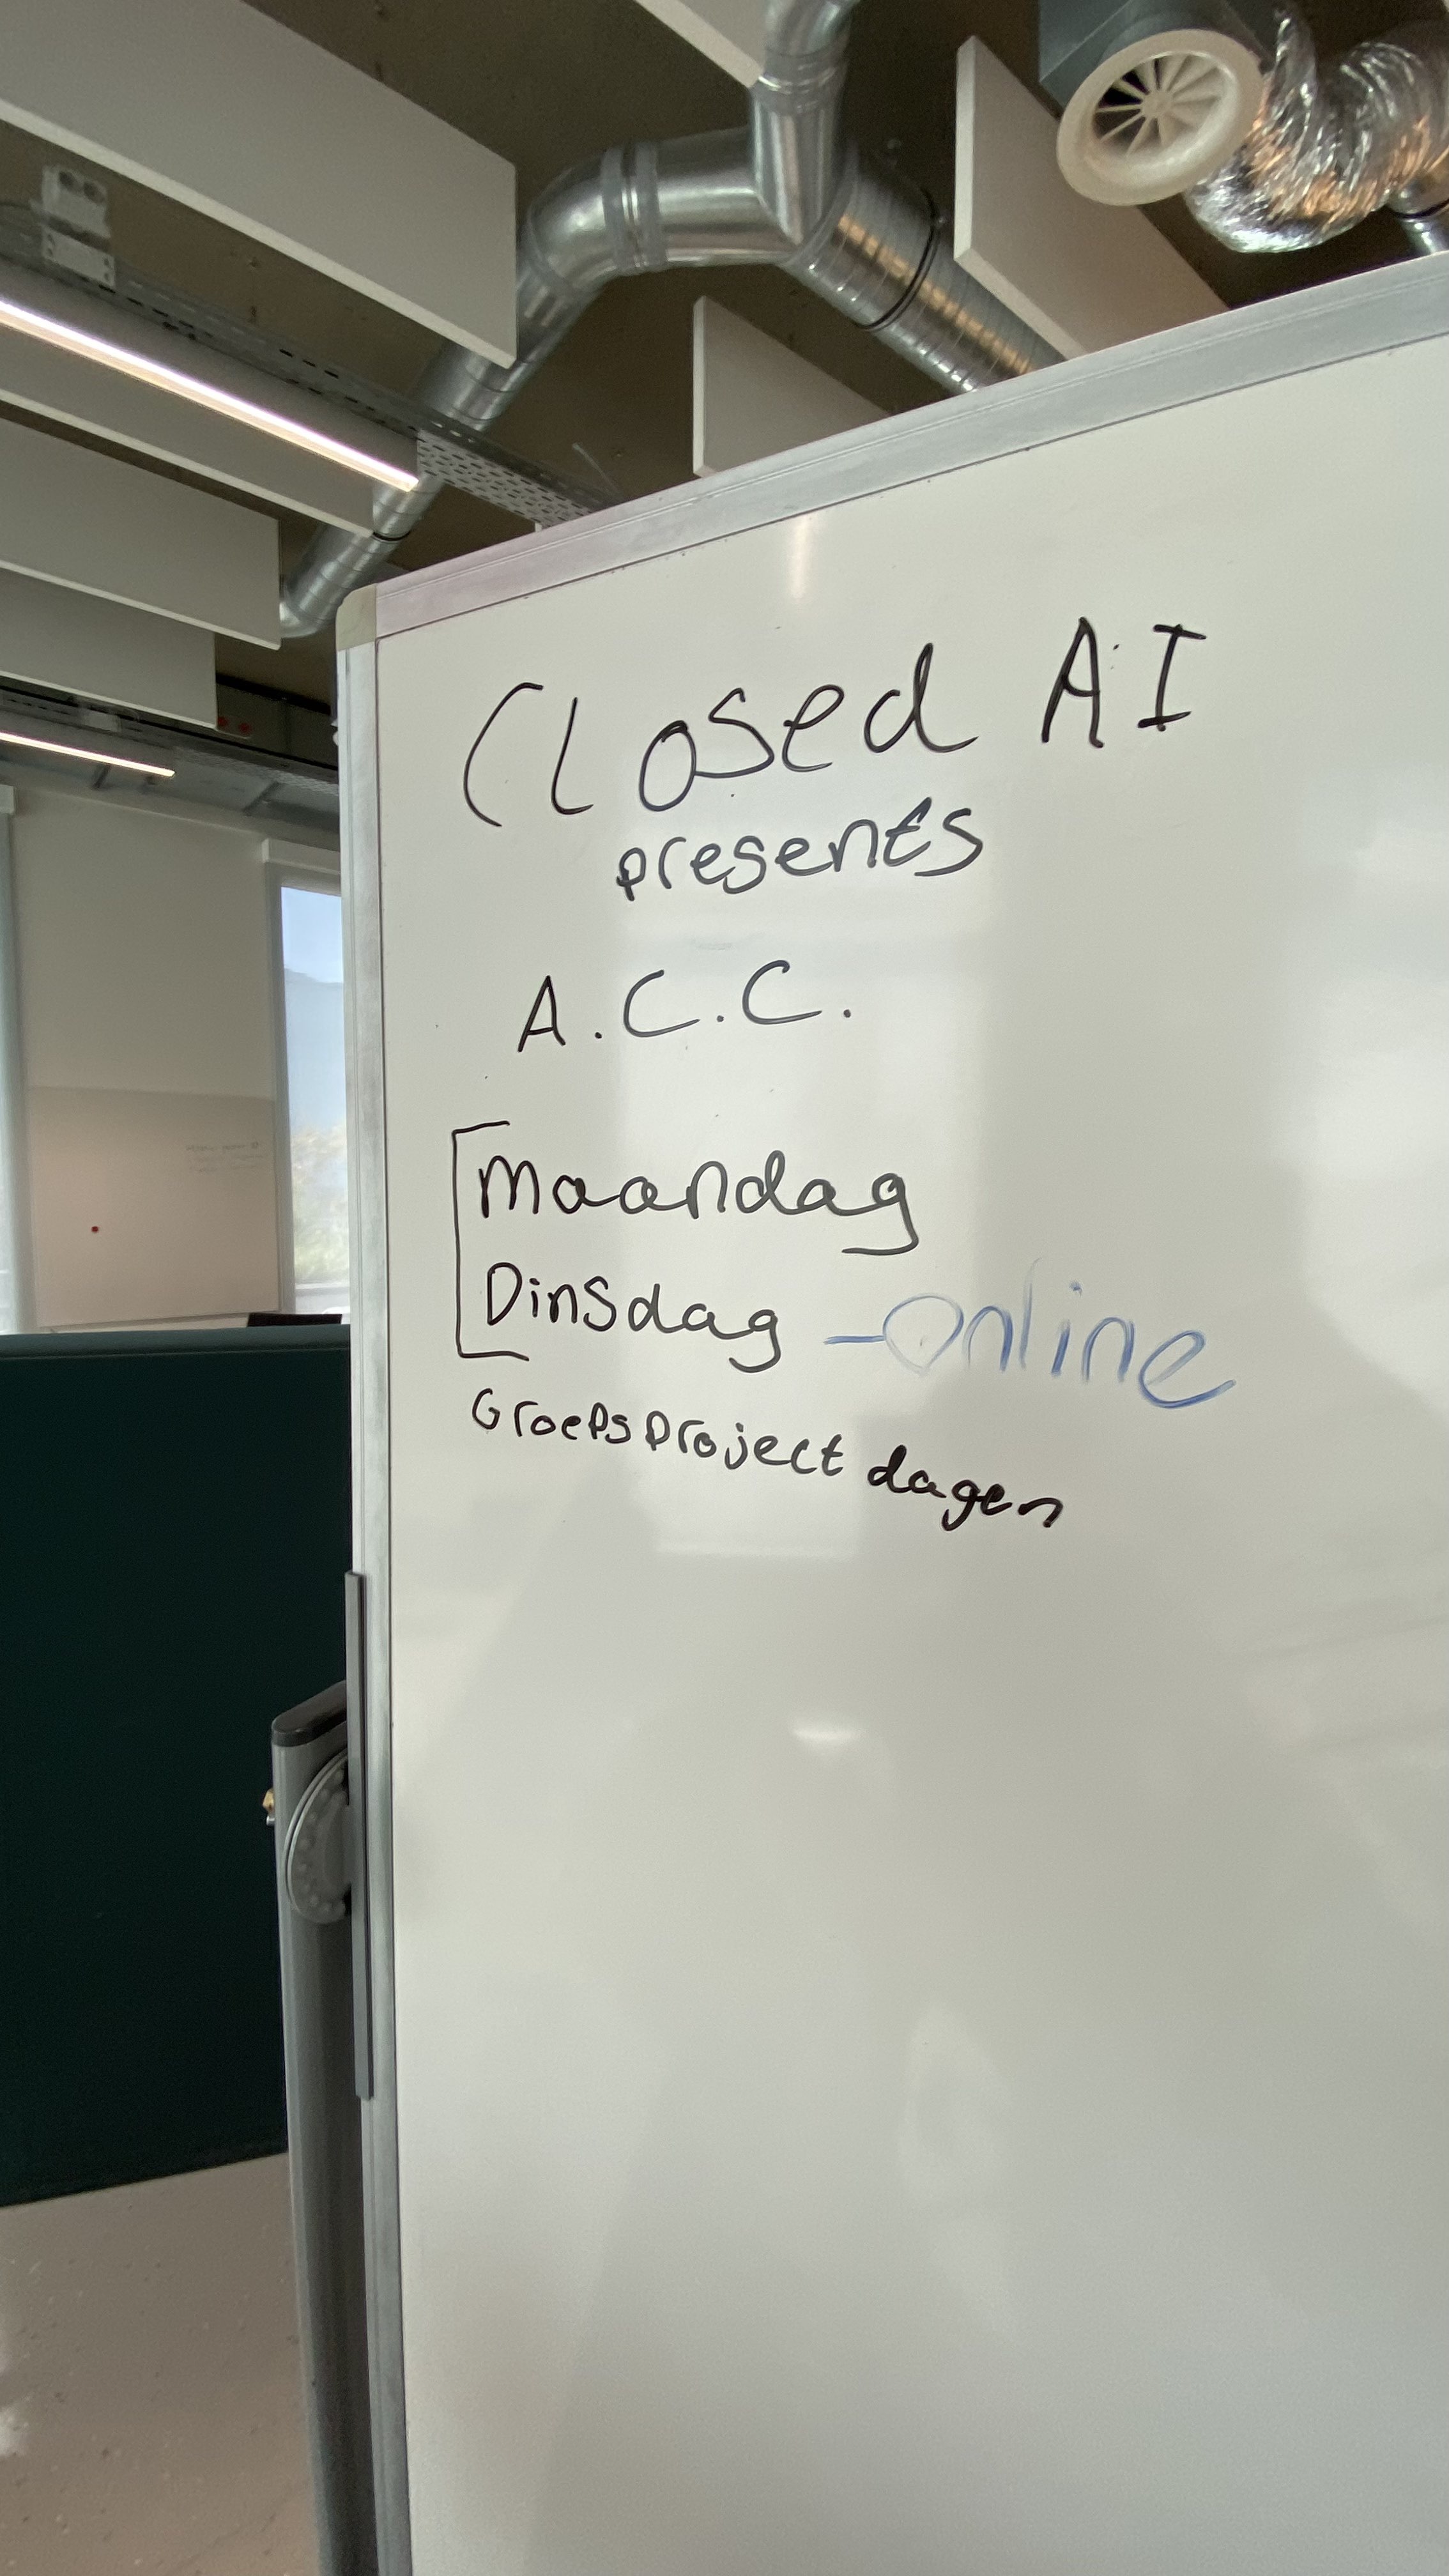 Closed AI
presents
A.C.C.
Maandag
Dinsdag - Online
Groepsproject dagen